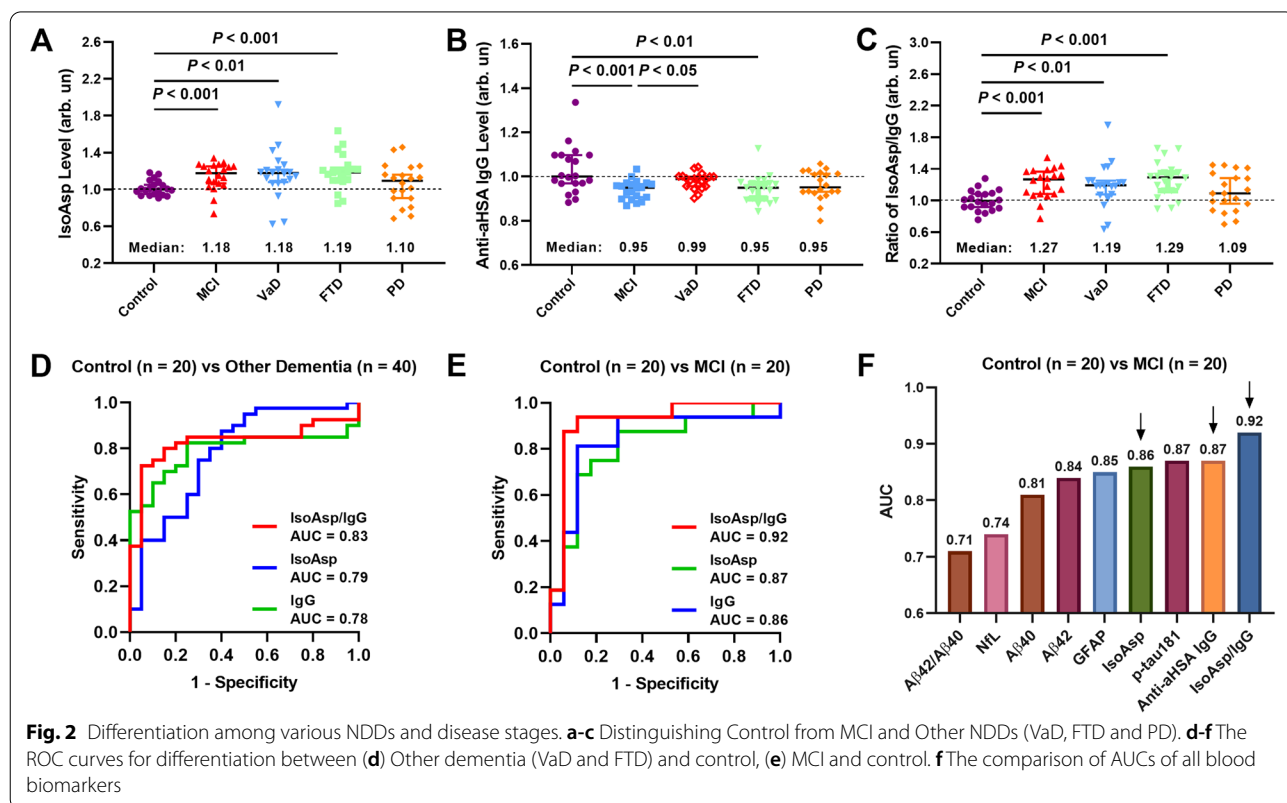 A
IsoAsp Level (arb. un)
2.6
2.2
1.8
1.4
1.0
0.6
0.2
P < 0.001
P < 0.01
P < 0.001
Median: 1.18 1.18 1.19 1.10
Control MCI VaD FTD PD
B
Anti-aHSA IgG Level (arb. un)
1.6
1.4
1.2
1.0
0.8
0.6
P < 0.01
P < 0.001 P < 0.05
Median: 0.95 0.99 0.95 0.95
Control MCI VaD FTD PD
C
Ratio of IsoAsp/IgG (arb. un)
3.0
2.6
2.2
1.8
1.4
1.0
0.6
0.2
P < 0.001
P < 0.01
P < 0.001
Median: 1.27 1.19 1.29 1.09
Control MCI VaD FTD PD
D
Control (n = 20) vs Other Dementia (n = 40)
Sensitivity
1.0
0.8
0.6
0.4
0.2
0.0
IsoAsp/IgG
AUC = 0.83
IsoAsp
AUC = 0.79
IgG
AUC = 0.78
0.0 0.2 0.4 0.6 0.8 1.0
1 - Specificity
E
Control (n = 20) vs MCI (n = 20)
Sensitivity
1.0
0.8
0.6
0.4
0.2
0.0
IsoAsp/IgG
AUC = 0.92
IsoAsp
AUC = 0.87
IgG
AUC = 0.86
0.0 0.2 0.4 0.6 0.8 1.0
1 - Specificity
F
Control (n = 20) vs MCI (n = 20)
AUC
1.0
0.9
0.8
0.7
0.6
0.71 0.74 0.81 0.84 0.85 0.86 0.87 0.87 0.92
Aβ42/Aβ40 NfL Aβ40 Aβ42 GFAP IsoAsp p-tau181 Anti-aHSA IgG IsoAsp/IgG
Fig. 2 Differentiation among various NDDs and disease stages. a-c Distinguishing Control from MCI and Other NDDs (VaD, FTD and PD). d-f The
ROC curves for differentiation between (d) Other dementia (VaD and FTD) and control, (e) MCI and control. f The comparison of AUCs of all blood
biomarkers